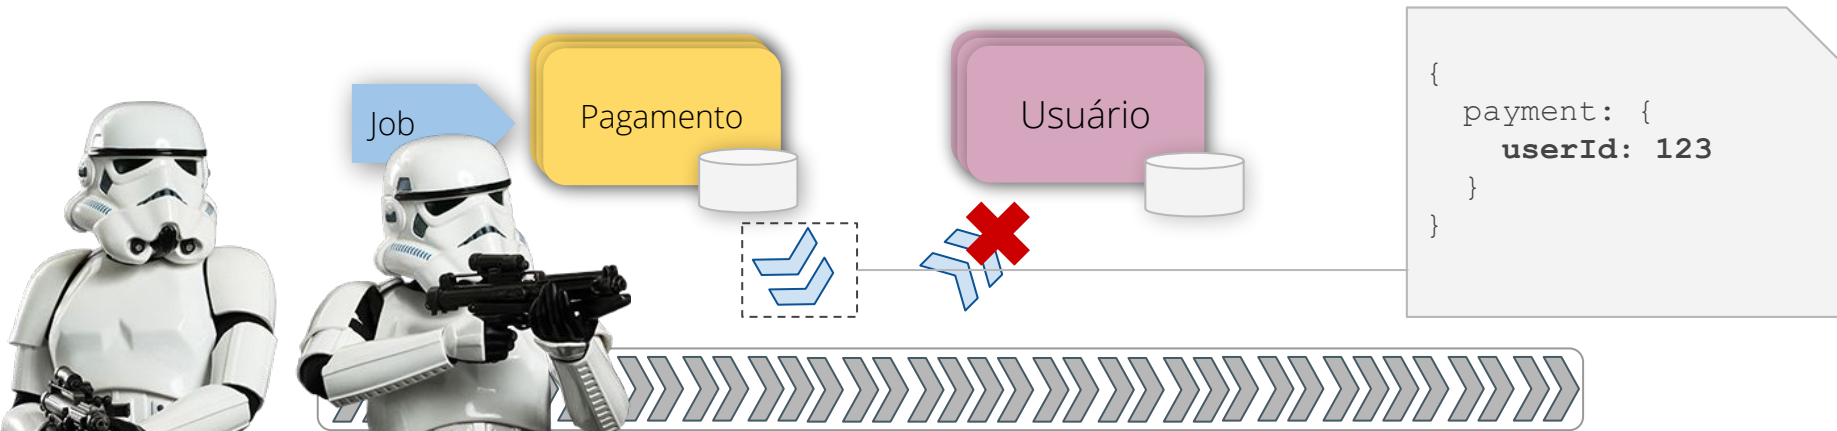 Job
Pagamento
Usuário
{
payment: {
userId: 123
}
}